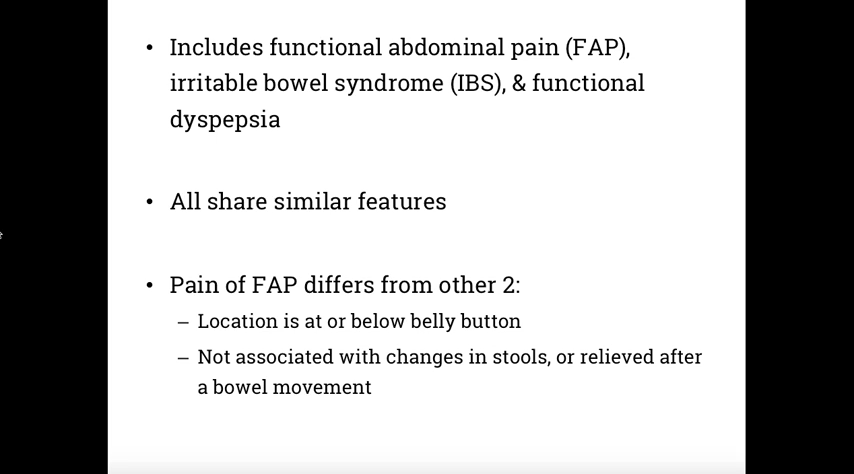 • Includes functional abdominal pain (FAP),
irritable bowel syndrome (IBS), & functional
dyspepsia
• All share similar features
• Pain of FAP differs from other 2:
– Location is at or below belly button
– Not associated with changes in stools, or relieved after
a bowel movement